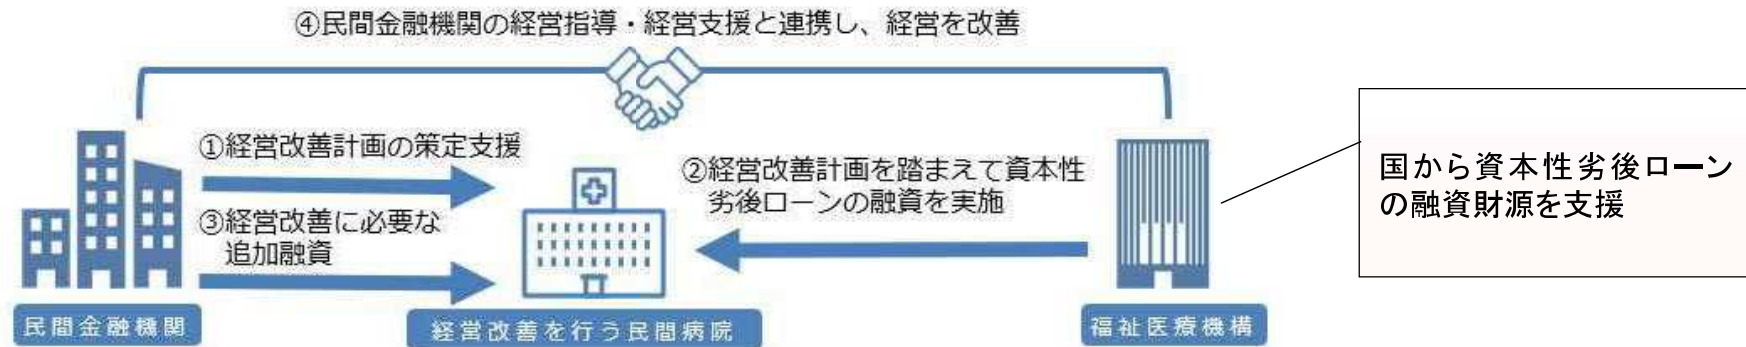 ④民間金融機関の経営指導・経営支援と連携し、経営を改善
①経営改善計画の策定支援
③経営改善に必要な
追加融資
②経営改善計画を踏まえて資本性
劣後ローンの融資を実施
国から資本性劣後ローン
の融資財源を支援
民間金融機関
経営改善を行う民間病院
福祉医療機構